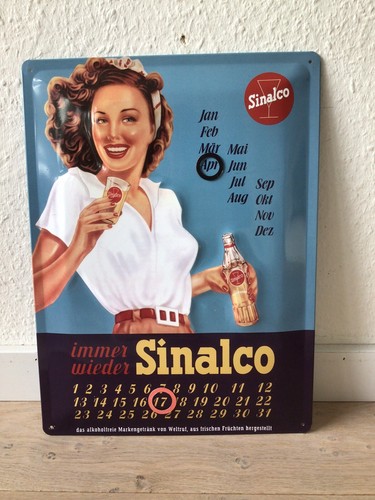 Sinalco
Jan
Feb
Mär
Apr
Mai
Jun
Jul
Aug
Sep
Okt
Nov
Dez
immer
wieder
Sinalco
1 2 3 4 5 6 7 8 9 10 11 12
13 14 15 16 17 18 19 20 21 22
23 24 25 26 27 28 29 30 31
das alkoholfreie Markengetränk von Weltruf, aus frischen Früchten hergestellt